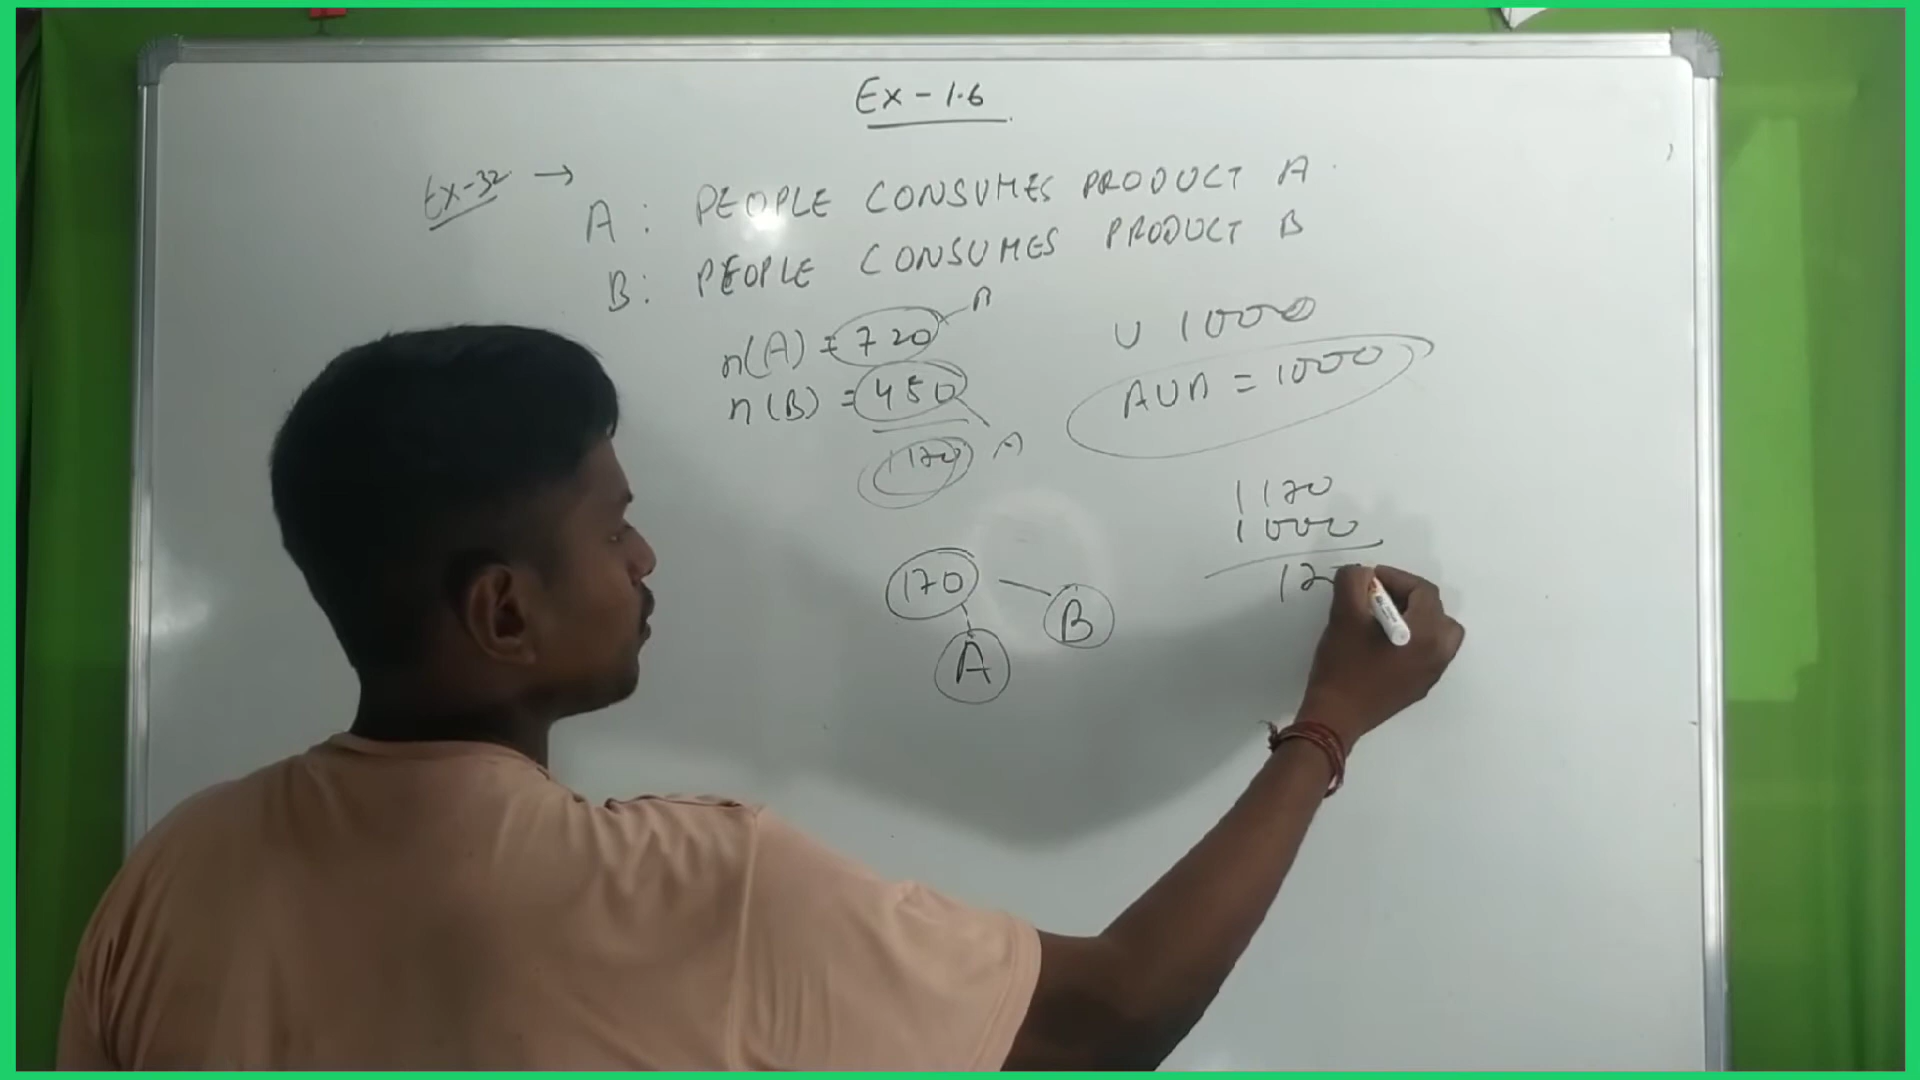 Ex - 1.6
Ex-32 →
A : PEOPLE CONSUMES PRODUCT A
B : PEOPLE CONSUMES PRODUCT B
n(A) = 720
n(B) = 450
1170
U 1000
= 1000
1170
1000
170
B
A